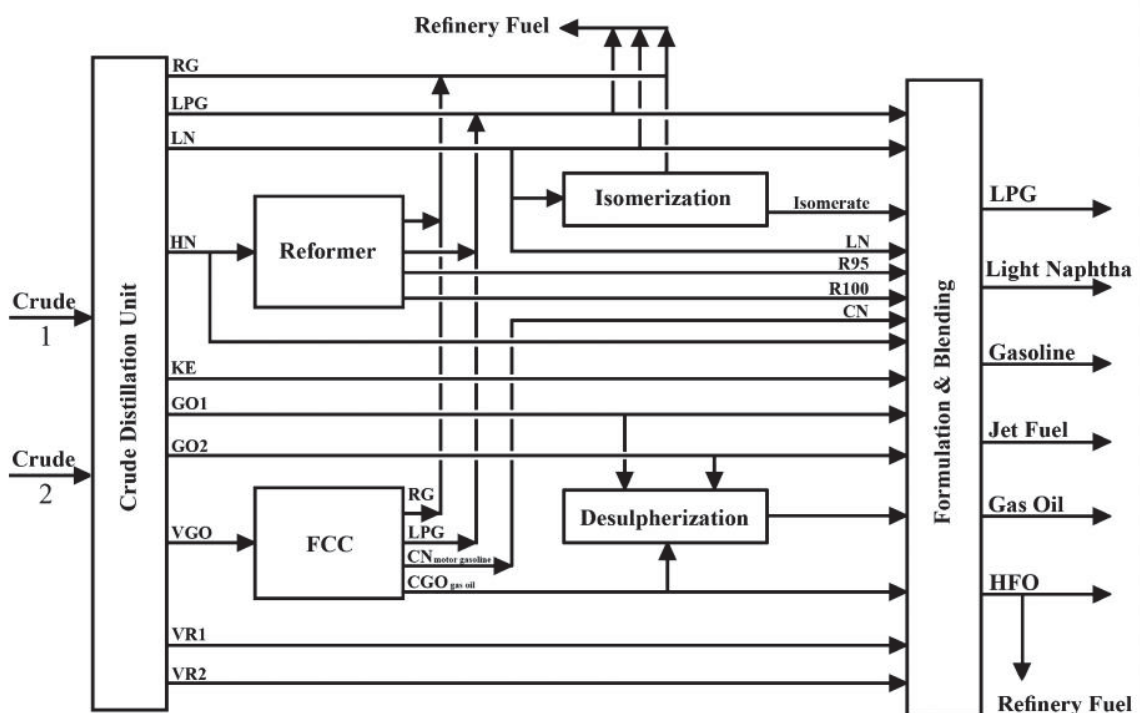 Refinery Fuel
RG
LPG
LN
Isomerization
Isomerate
LPG
HN
Reformer
LN
R95
R100
CN
Light Naphtha
Crude
1
Crude Distillation Unit
Formulation & Blending
Gasoline
KE
GO1
Jet Fuel
Crude
2
GO2
RG
Desulpherization
Gas Oil
VGO
FCC
LPG
CN motor gasoline
CGO gas oil
HFO
VR1
VR2
Refinery Fuel